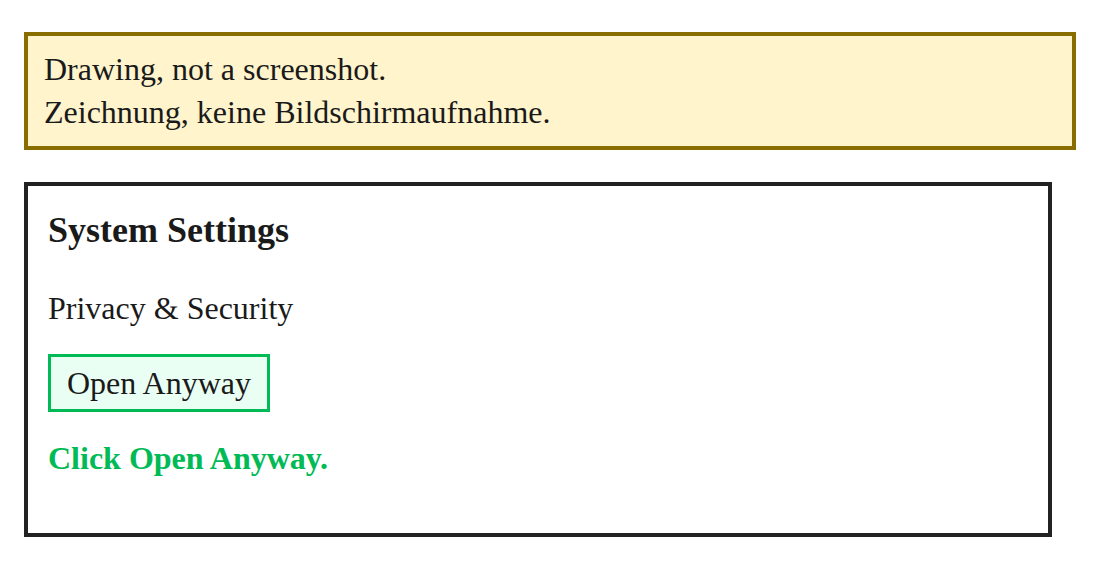 Drawing, not a screenshot.
Zeichnung, keine Bildschirmaufnahme.
System Settings
Privacy & Security
Open Anyway
Click Open Anyway.